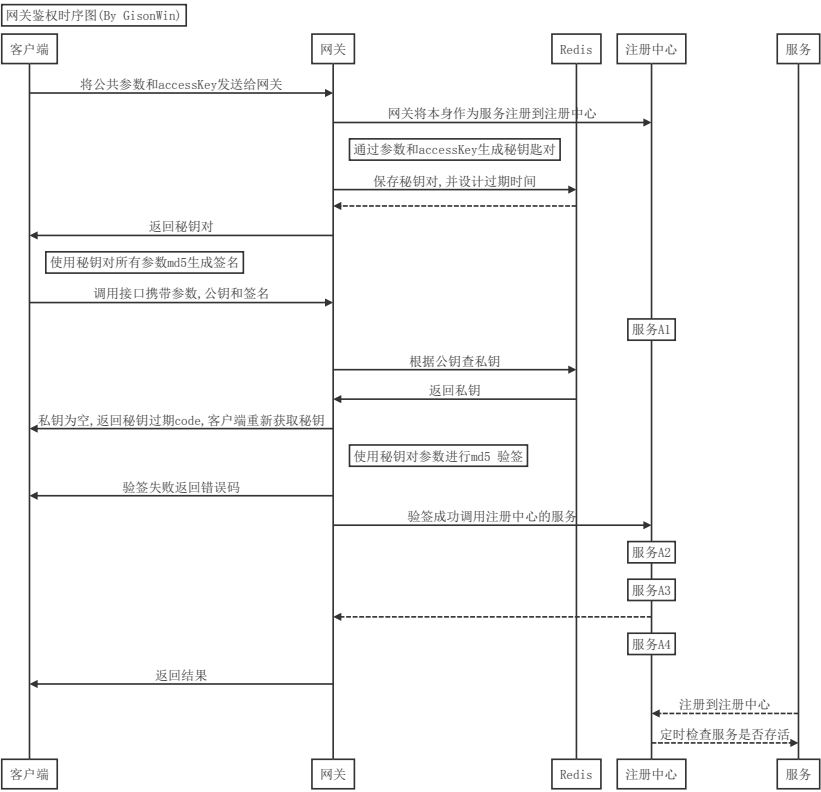 网关鉴权时序图(By GisonWin)
客户端 网关 Redis 注册中心 服务
将公共参数和accessKey发送给网关
网关将本身作为服务注册到注册中心
通过参数和accessKey生成秘钥匙对
保存秘钥对,并设计过期时间
返回秘钥对
使用秘钥对所有参数md5生成签名
调用接口携带参数,公钥和签名
服务A1
根据公钥查私钥
返回私钥
私钥为空,返回秘钥过期code,客户端重新获取秘钥
使用秘钥对参数进行md5 验签
验签失败返回错误码
验签成功调用注册中心的服务
服务A2
服务A3
服务A4
返回结果
注册到注册中心
定时检查服务是否存活
客户端 网关 Redis 注册中心 服务